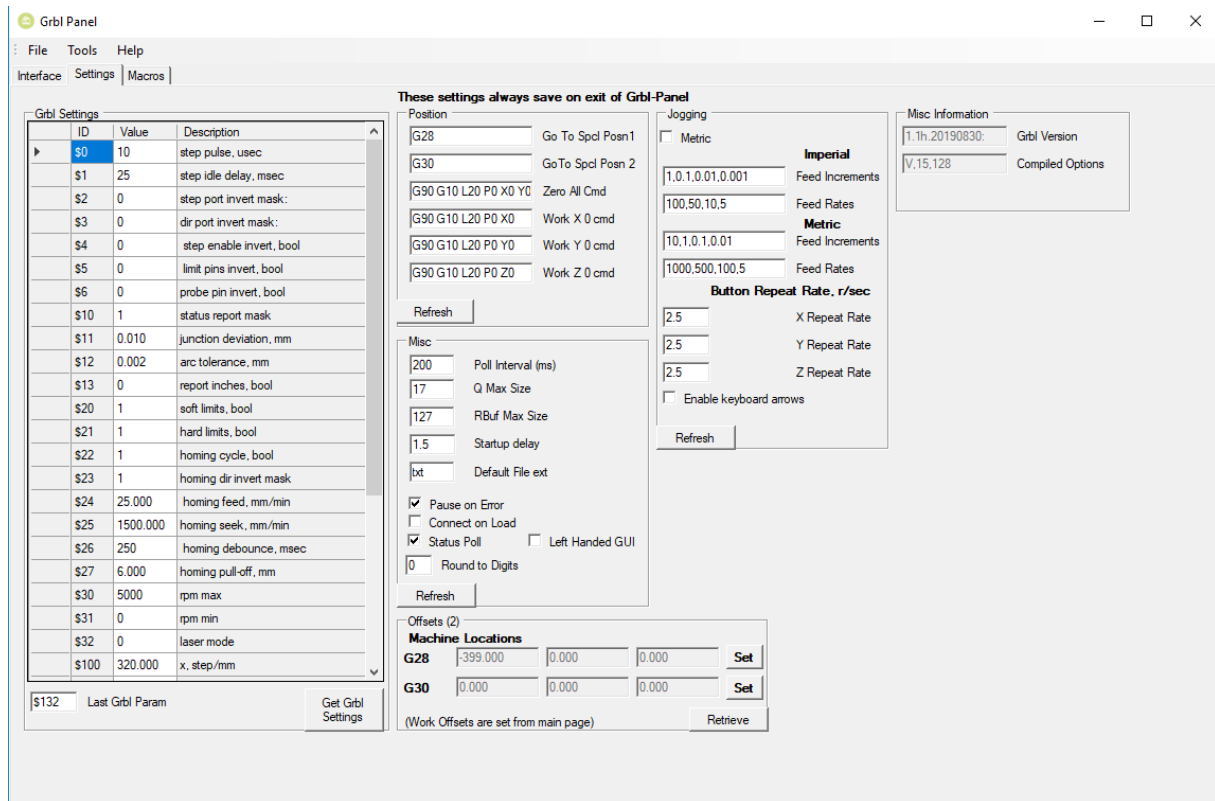 Grbl Panel
File Tools Help
Interface Settings Macros
These settings always save on exit of Grbl-Panel
Grbl Settings
ID Value Description
$0 10 step pulse, usec
$1 25 step idle delay, msec
$2 0 step port invert mask:
$3 0 dir port invert mask:
$4 0 step enable invert, bool
$5 0 limit pins invert, bool
$6 0 probe pin invert, bool
$10 1 status report mask
$11 0.010 junction deviation, mm
$12 0.002 arc tolerance, mm
$13 0 report inches, bool
$20 1 soft limits, bool
$21 1 hard limits, bool
$22 1 homing cycle, bool
$23 1 homing dir invert mask
$24 25.000 homing feed, mm/min
$25 1500.000 homing seek, mm/min
$26 250 homing debounce, msec
$27 6.000 homing pull-off, mm
$30 5000 rpm max
$31 0 rpm min
$32 0 laser mode
$100 320.000 x, step/mm
$132 Last Grbl Param
Get Grbl
Settings
Position
G28 Go To Spcl Posn1
G30 GoTo Spcl Posn 2
G90 G10 L20 P0 X0 Y0 Zero All Cmd
G90 G10 L20 P0 X0 Work X 0 cmd
G90 G10 L20 P0 Y0 Work Y 0 cmd
G90 G10 L20 P0 Z0 Work Z 0 cmd
Refresh
Misc
200 Poll Interval (ms)
17 Q Max Size
127 RBuf Max Size
1.5 Startup delay
txt Default File ext
Pause on Error
Connect on Load
Status Poll Left Handed GUI
0 Round to Digits
Refresh
Offsets (2)
Machine Locations
G28 -399.000 0.000 0.000 Set
G30 0.000 0.000 0.000 Set
(Work Offsets are set from main page) Retrieve
Jogging
Metric
Imperial
1,0.1,0.01,0.001 Feed Increments
100,50,10,5 Feed Rates
Metric
10,1,0.1,0.01 Feed Increments
1000,500,100,5 Feed Rates
Button Repeat Rate, r/sec
2.5 X Repeat Rate
2.5 Y Repeat Rate
2.5 Z Repeat Rate
Enable keyboard arrows
Refresh
Misc Information
1.1h.20190830: Grbl Version
V,15,128 Compiled Options